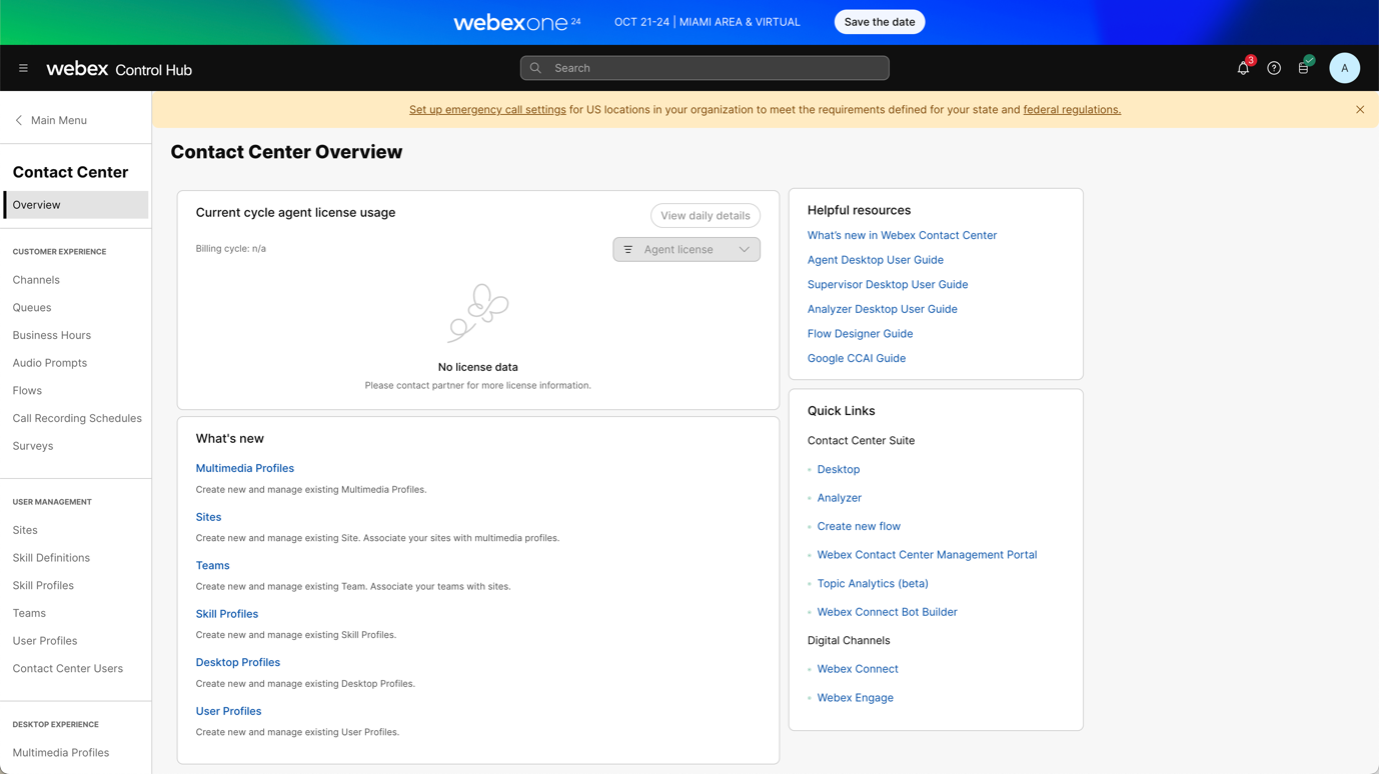 webexone 24
OCT 21-24 | MIAMI AREA & VIRTUAL
Save the date
webex Control Hub
Search
3
A
Set up emergency call settings for US locations in your organization to meet the requirements defined for your state and federal regulations.
Main Menu
Contact Center
Overview
CUSTOMER EXPERIENCE
Channels
Queues
Business Hours
Audio Prompts
Flows
Call Recording Schedules
Surveys
USER MANAGEMENT
Sites
Skill Definitions
Skill Profiles
Teams
User Profiles
Contact Center Users
DESKTOP EXPERIENCE
Multimedia Profiles
Contact Center Overview
Current cycle agent license usage
View daily details
Billing cycle: n/a
Agent license
No license data
Please contact partner for more license information.
What's new
Multimedia Profiles
Create new and manage existing Multimedia Profiles.
Sites
Create new and manage existing Site. Associate your sites with multimedia profiles.
Teams
Create new and manage existing Team. Associate your teams with sites.
Skill Profiles
Create new and manage existing Skill Profiles.
Desktop Profiles
Create new and manage existing Desktop Profiles.
User Profiles
Create new and manage existing User Profiles.
Helpful resources
What's new in Webex Contact Center
Agent Desktop User Guide
Supervisor Desktop User Guide
Analyzer Desktop User Guide
Flow Designer Guide
Google CCAI Guide
Quick Links
Contact Center Suite
Desktop
Analyzer
Create new flow
Webex Contact Center Management Portal
Topic Analytics (beta)
Webex Connect Bot Builder
Digital Channels
Webex Connect
Webex Engage